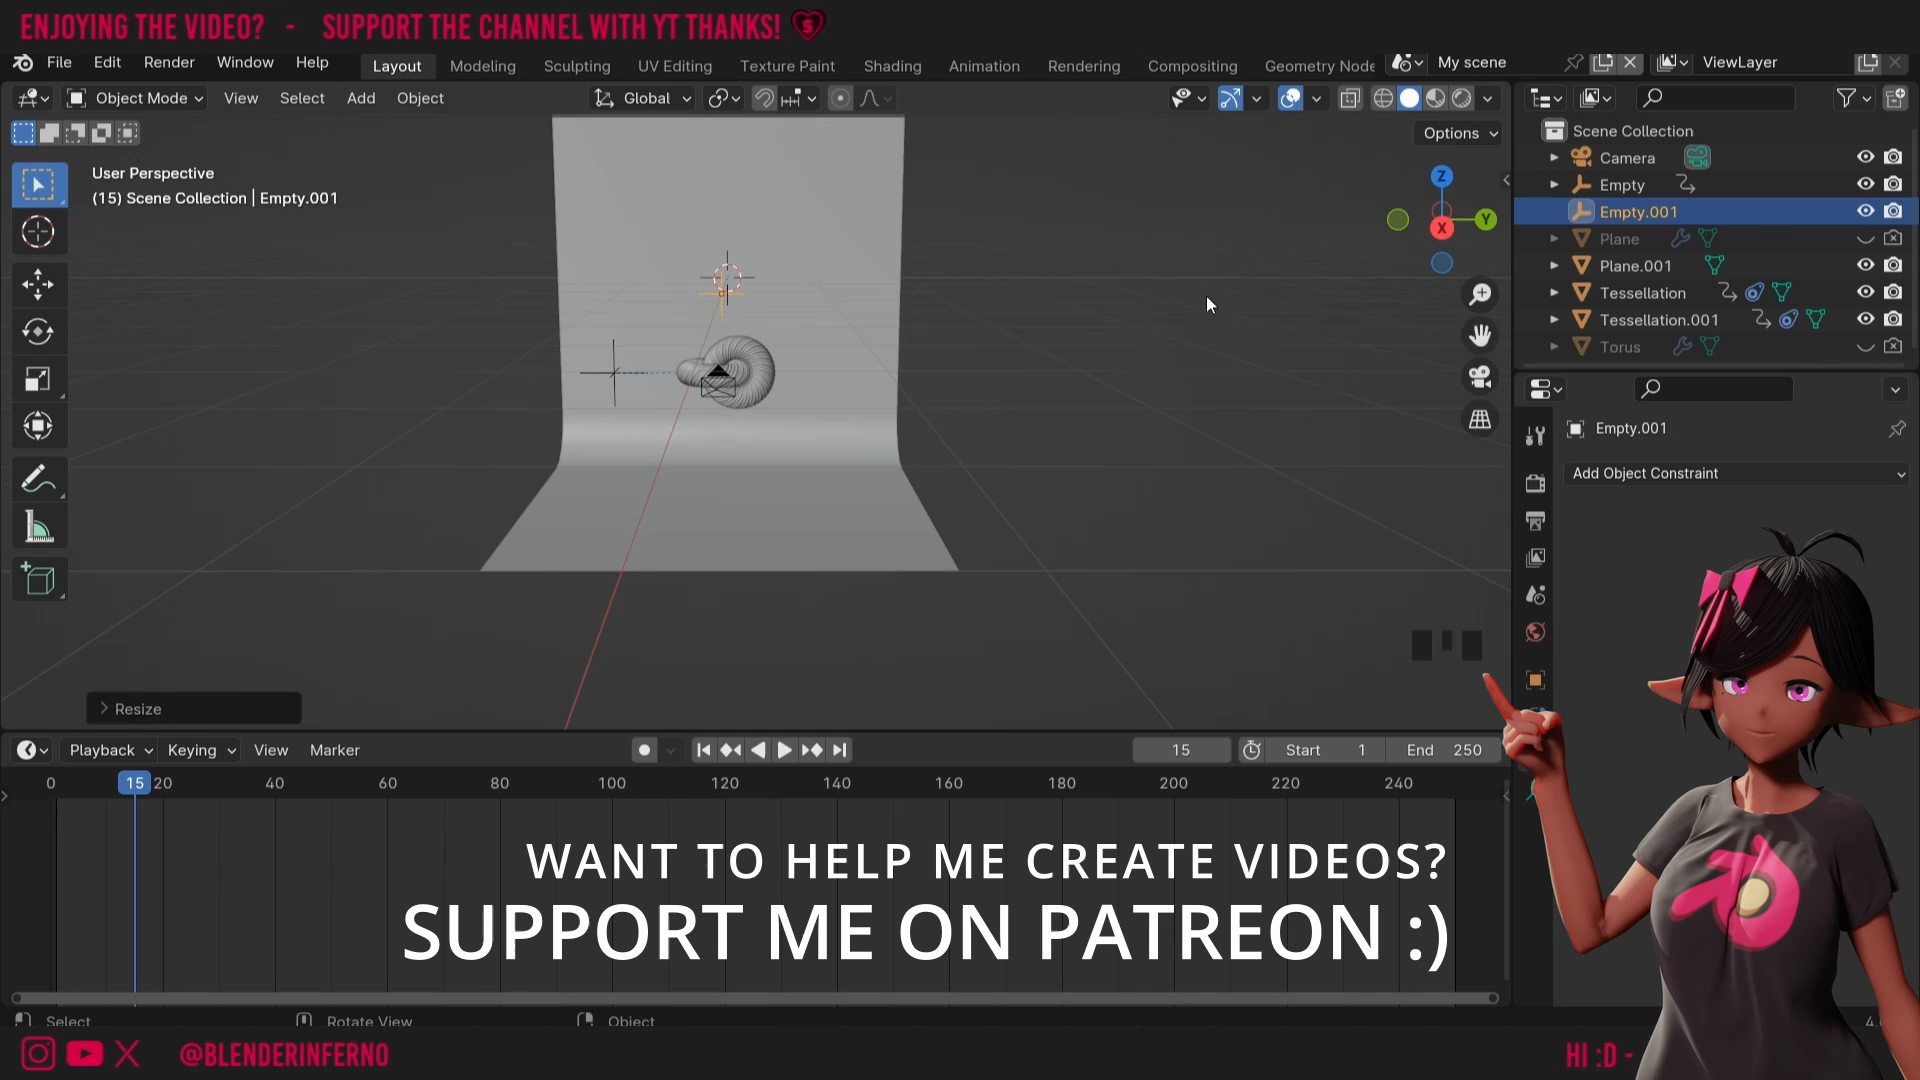 ENJOYING THE VIDEO? - SUPPORT THE CHANNEL WITH YT THANKS!
File Edit Render Window Help Layout Modeling Sculpting UV Editing Texture Paint Shading Animation Rendering Compositing Geometry Node My scene ViewLayer
Object Mode View Select Add Object Global
Options
User Perspective
(15) Scene Collection | Empty.001
Z
Y
X
Scene Collection
Camera
Empty
Empty.001
Plane
Plane.001
Tessellation
Tessellation.001
Torus
Empty.001
Add Object Constraint
Resize
Playback Keying View Marker 15 Start 1 End 250
0 15 20 40 60 80 100 120 140 160 180 200 220 240
WANT TO HELP ME CREATE VIDEOS?
SUPPORT ME ON PATREON :)
Select Rotate View Object
@BLENDERINFERNO
HI :D -